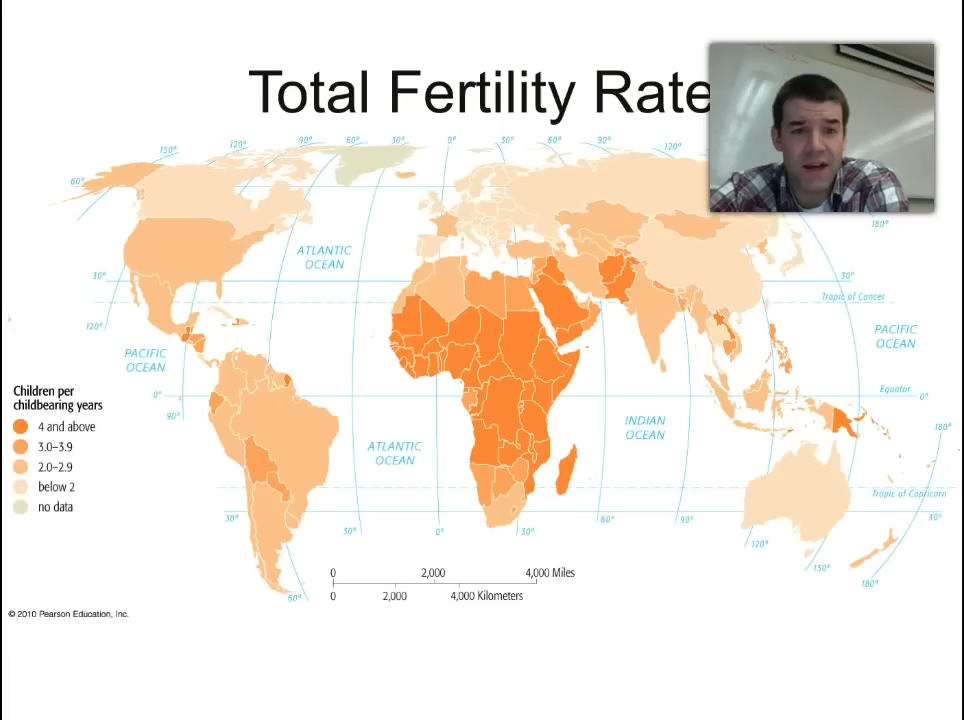 Total Fertility Rate
90° 60° 30° 0° 30° 60° 90°
150° 120° 120°
60°
180°
ATLANTIC
OCEAN
30° 30°
Tropic of Cancer
120°
PACIFIC
OCEAN
PACIFIC
OCEAN
Children per
childbearing years
4 and above
3.0–3.9
2.0–2.9
below 2
no data
0° Equator 0°
90°
INDIAN
OCEAN
180°
ATLANTIC
OCEAN
Tropic of Capricorn
30° 30° 0° 30° 60° 90° 30°
120°
150°
180°
60°
0 2,000 4,000 Miles
0 2,000 4,000 Kilometers
© 2010 Pearson Education, Inc.